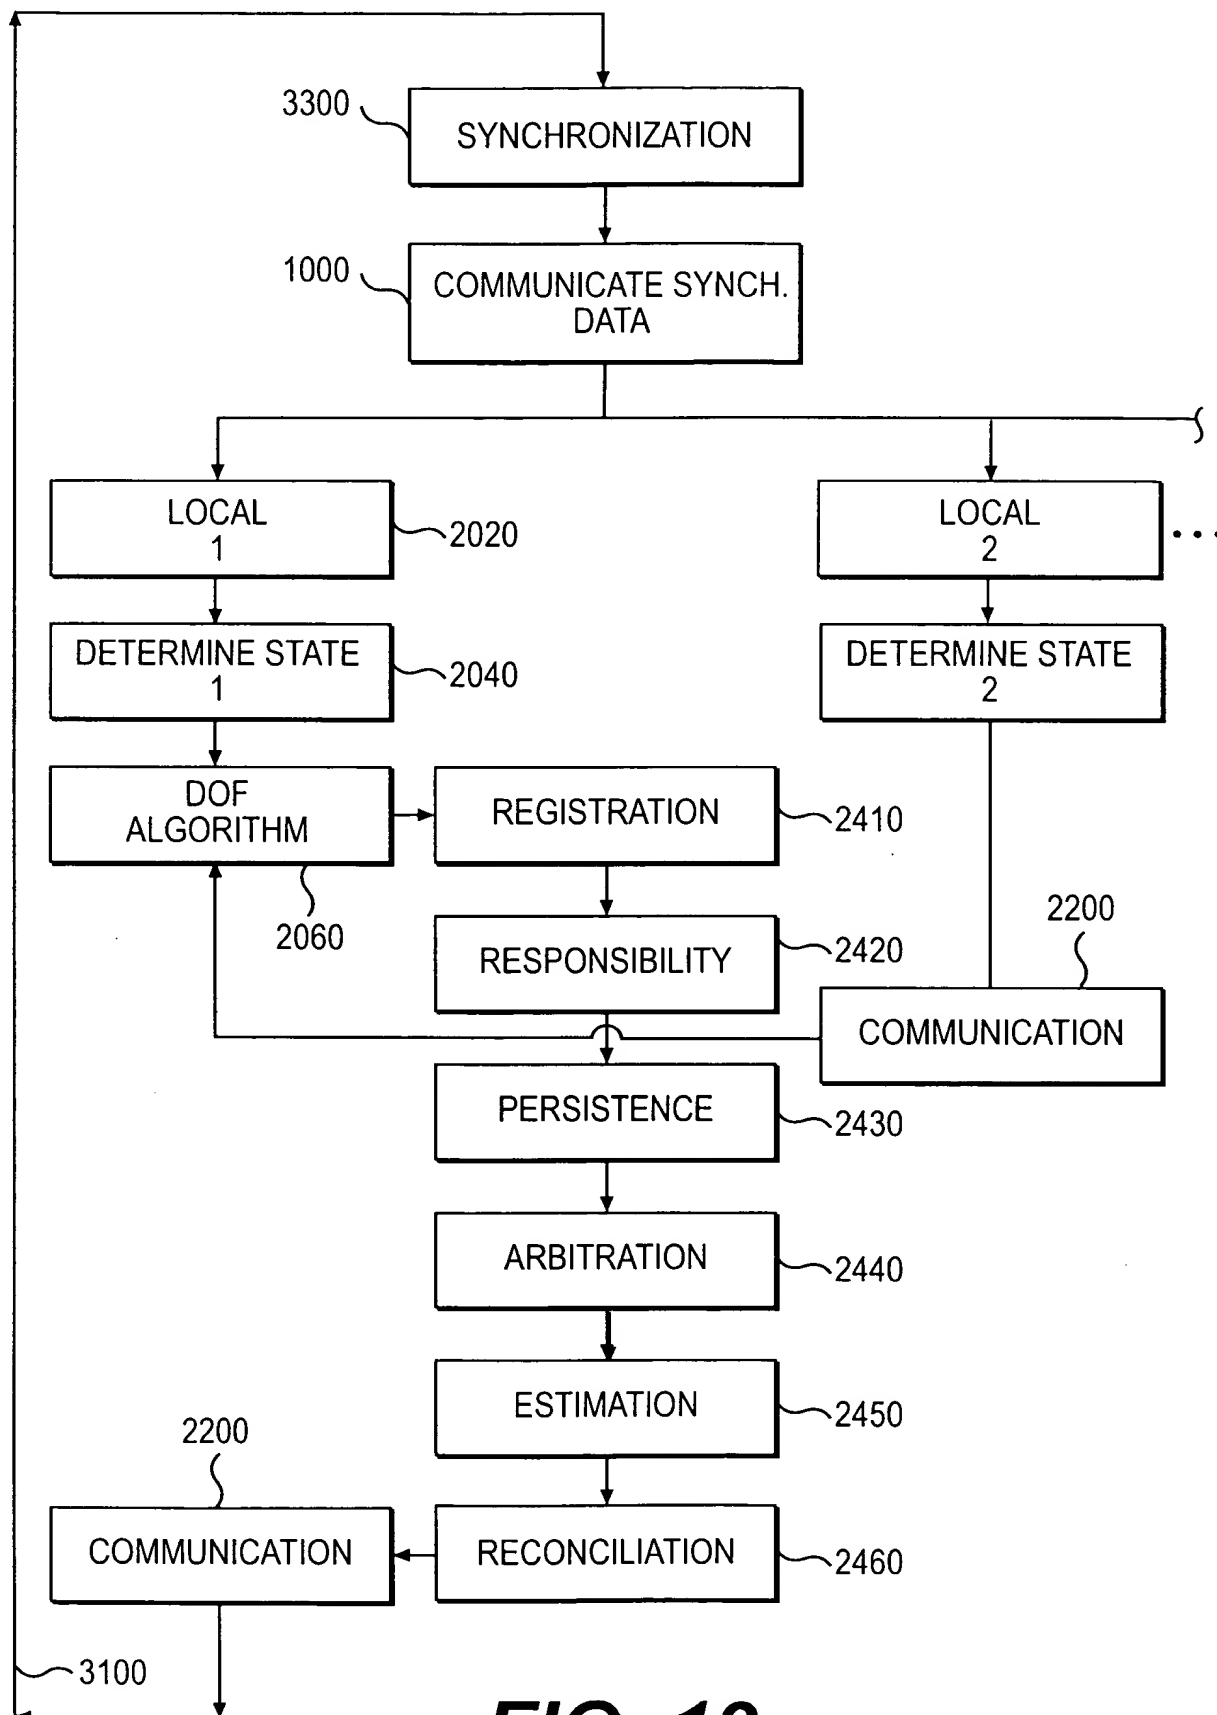 3300
SYNCHRONIZATION
1000
COMMUNICATE SYNCH.
DATA
LOCAL
1
2020
LOCAL
2
...
DETERMINE STATE
1
2040
DETERMINE STATE
2
DOF
ALGORITHM
2060
REGISTRATION
2410
RESPONSIBILITY
2420
2200
COMMUNICATION
PERSISTENCE
2430
ARBITRATION
2440
ESTIMATION
2450
2200
COMMUNICATION
RECONCILIATION
2460
3100